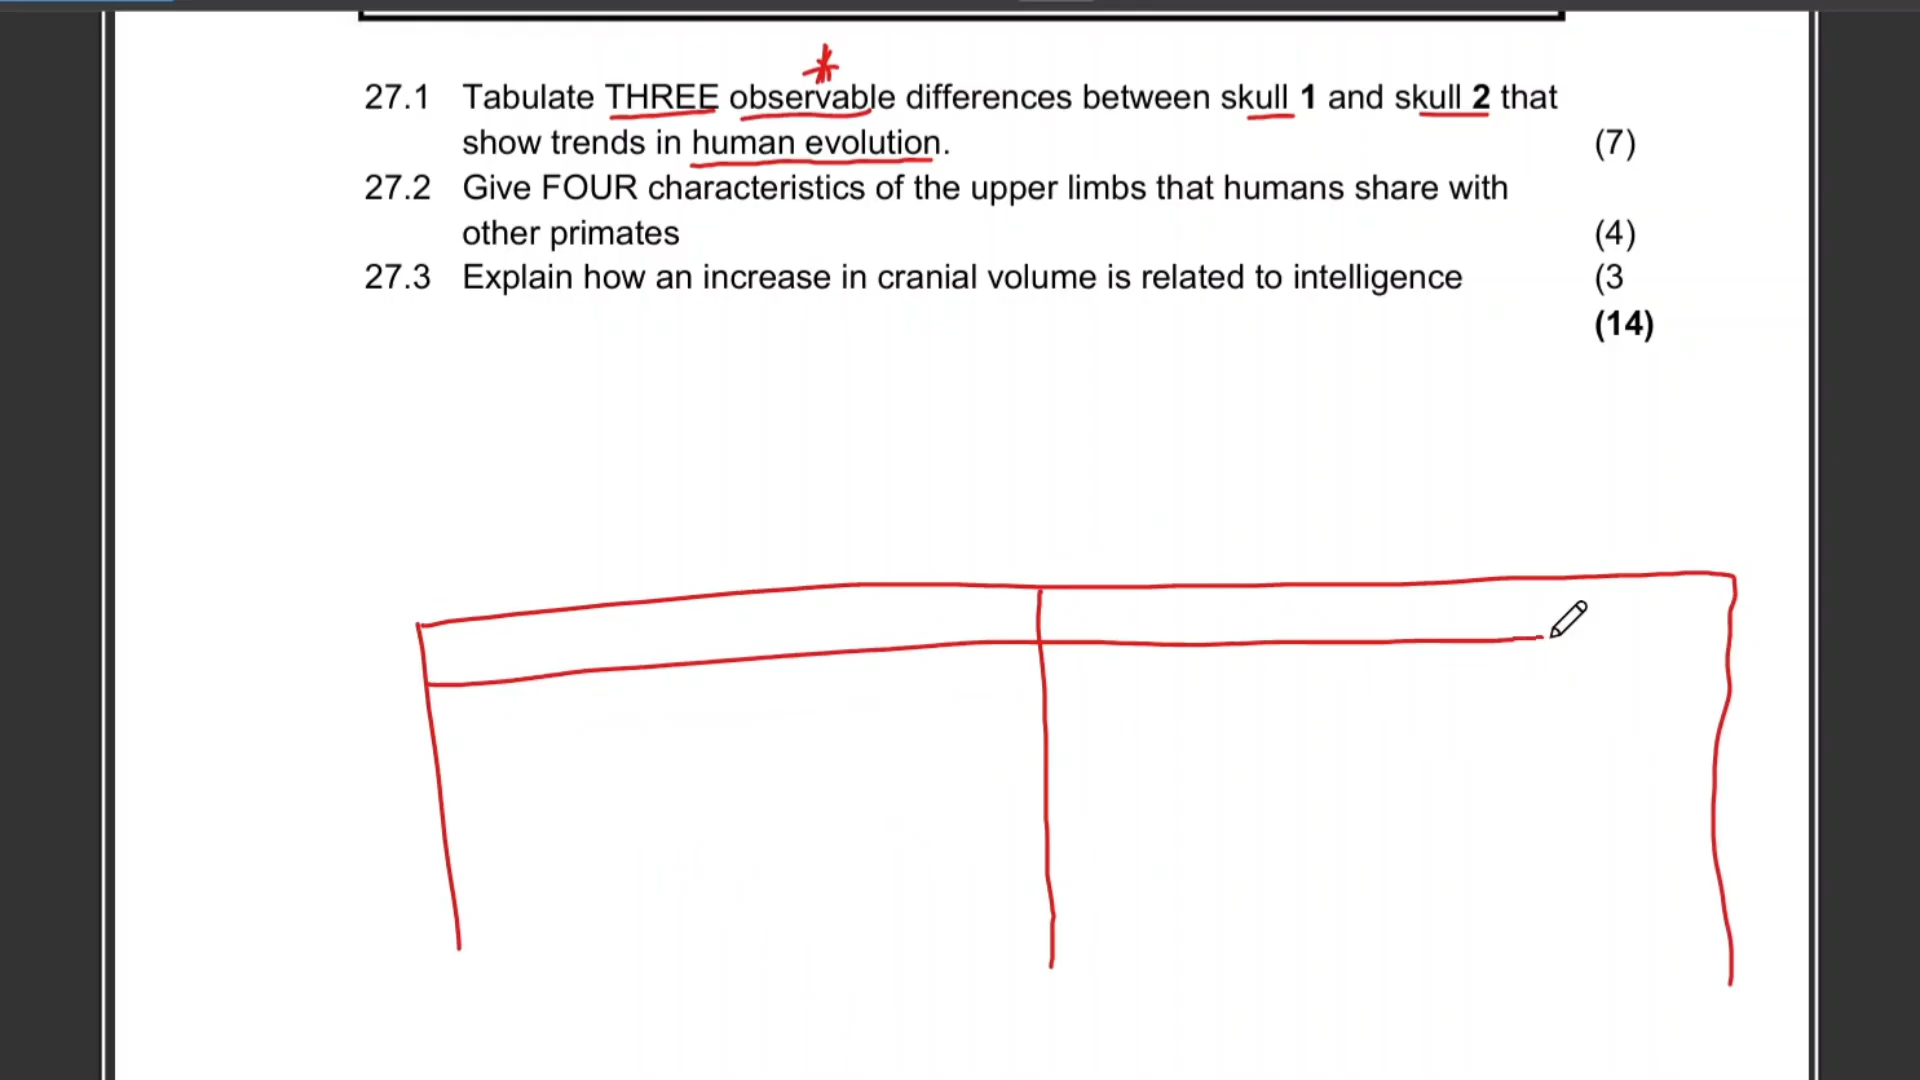 27.1 Tabulate THREE observable differences between skull 1 and skull 2 that
show trends in human evolution. (7)
27.2 Give FOUR characteristics of the upper limbs that humans share with
other primates (4)
27.3 Explain how an increase in cranial volume is related to intelligence (3
(14)